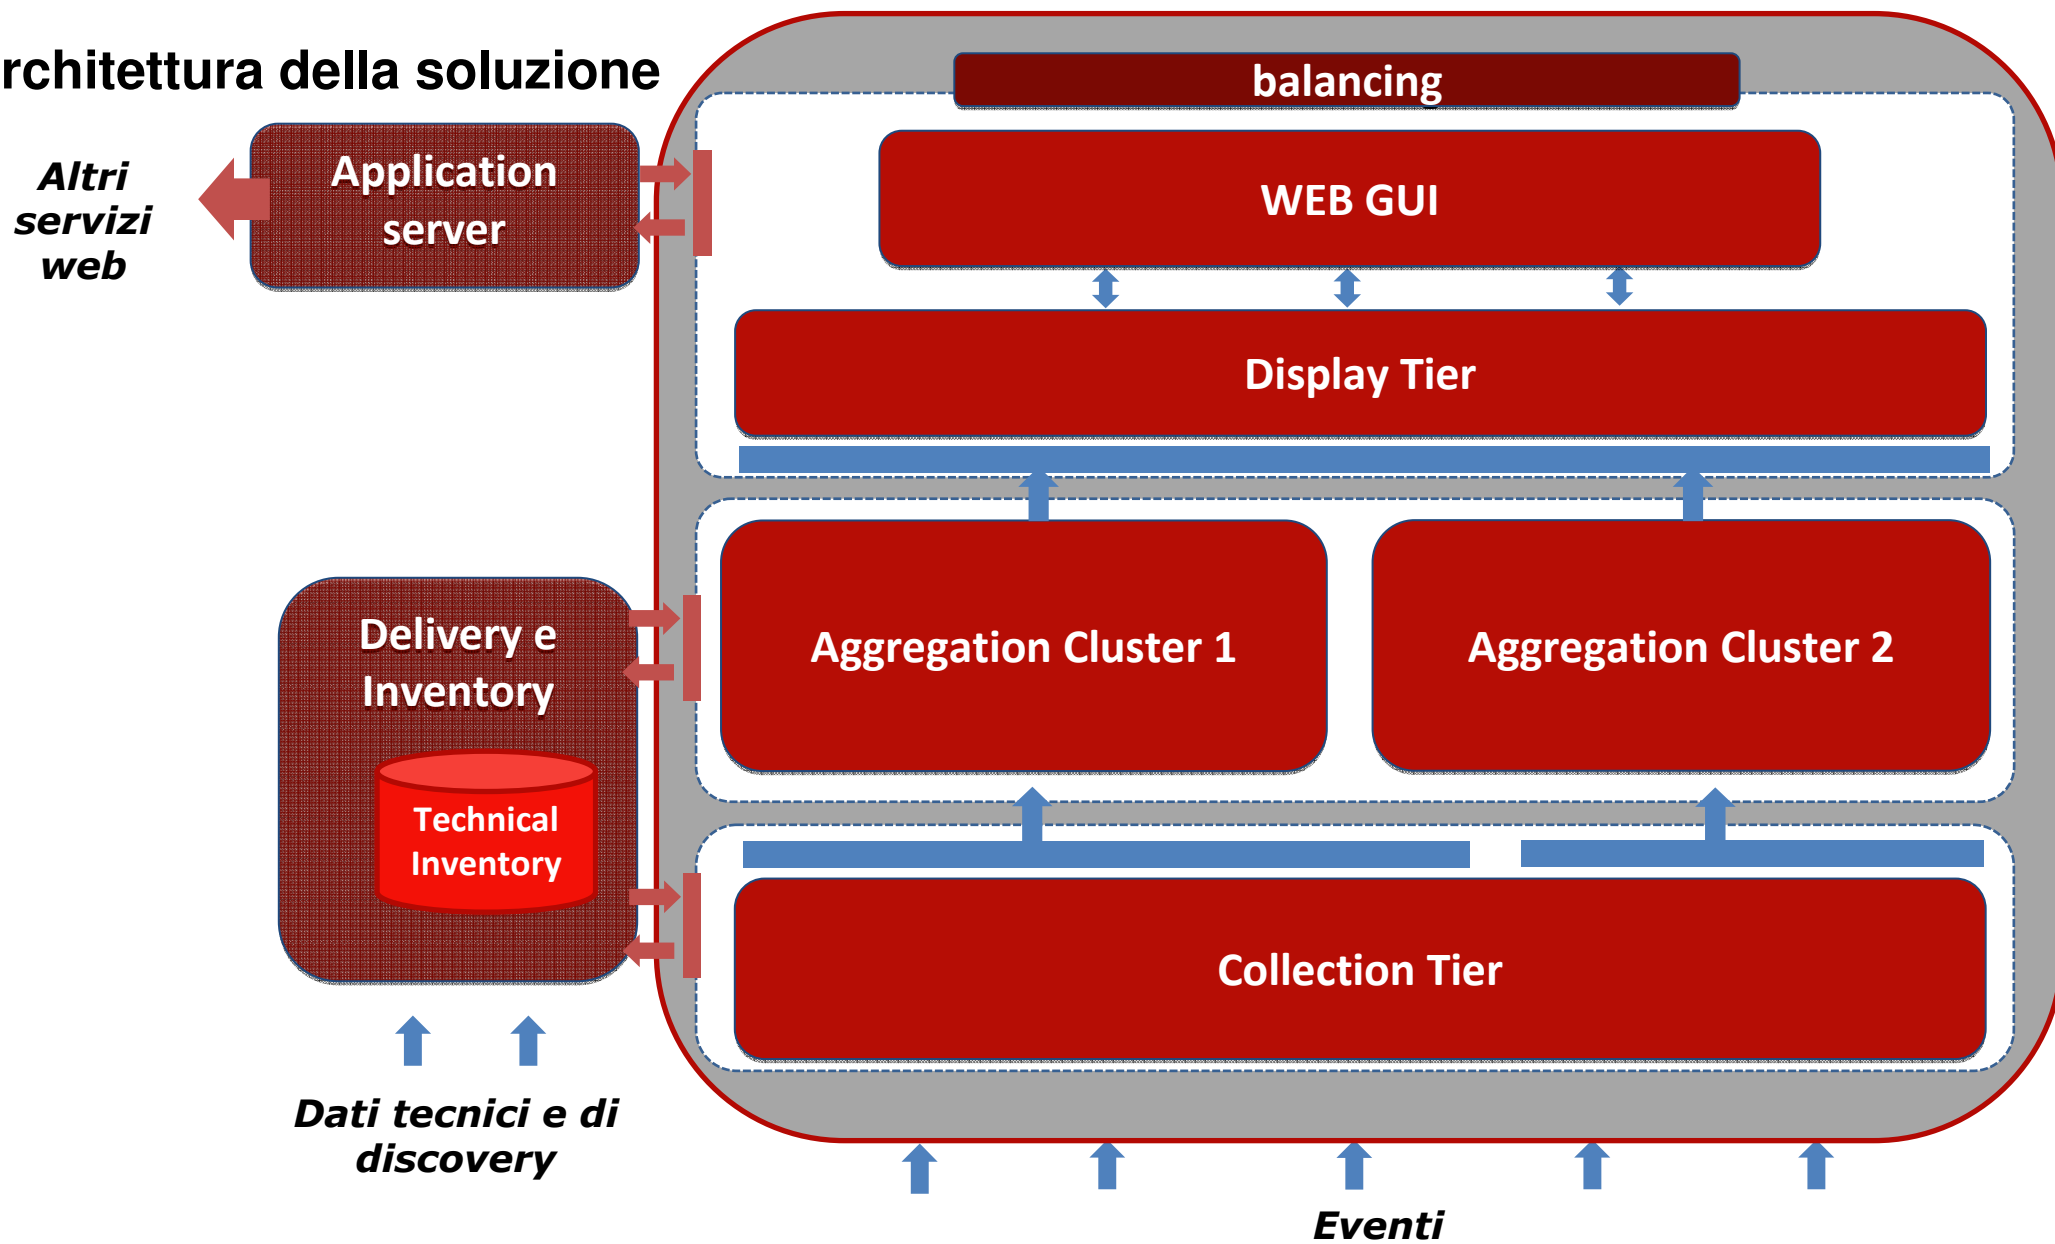 rchitettura della soluzione
balancing
Altri
servizi
web
Application
server
WEB GUI
Display Tier
Delivery e
Inventory
Aggregation Cluster 1
Aggregation Cluster 2
Technical
Inventory
Collection Tier
Dati tecnici e di
discovery
Eventi